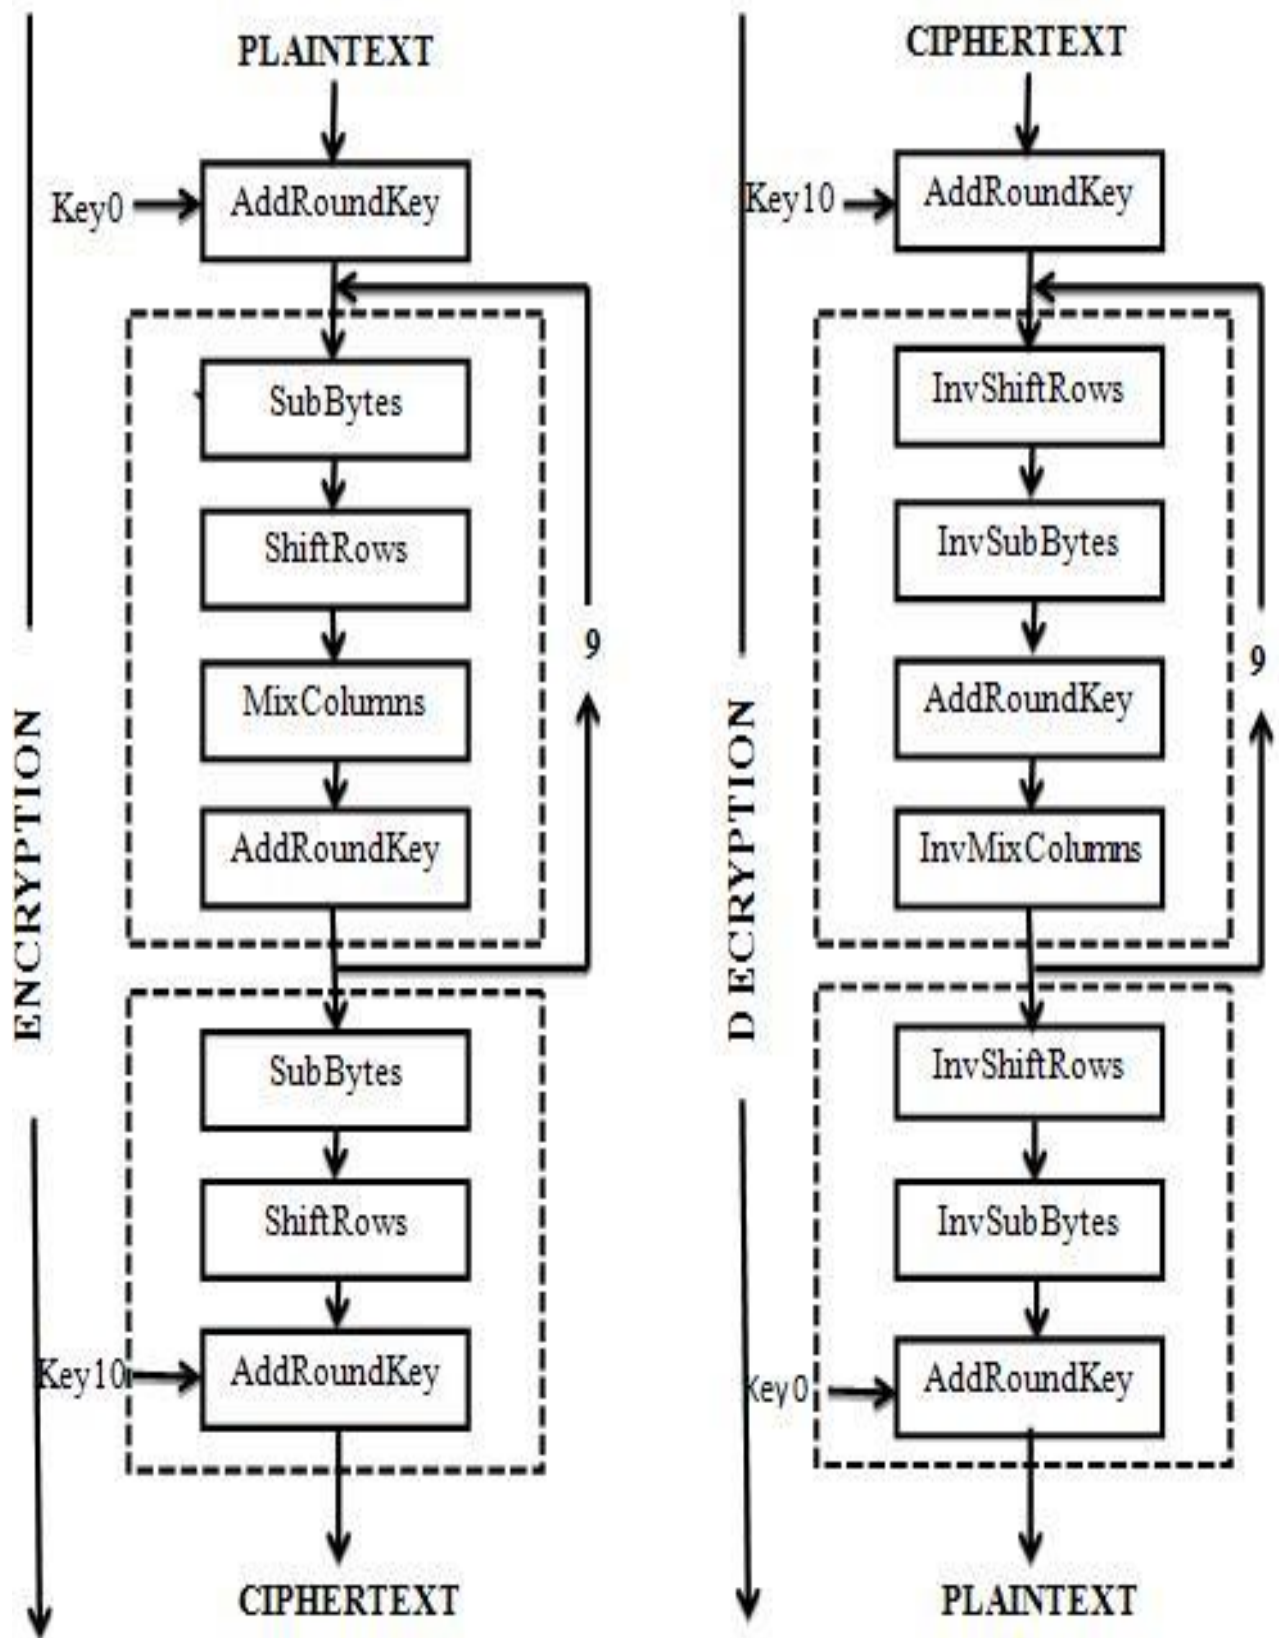 PLAINTEXT
Key0
AddRoundKey
SubBytes
ShiftRows
MixColumns
AddRoundKey
9
SubBytes
ShiftRows
Key10
AddRoundKey
CIPHERTEXT
ENCRYPTION
CIPHERTEXT
Key10
AddRoundKey
InvShiftRows
InvSubBytes
AddRoundKey
InvMixColumns
9
InvShiftRows
InvSubBytes
Key0
AddRoundKey
PLAINTEXT
D ECRYPTION